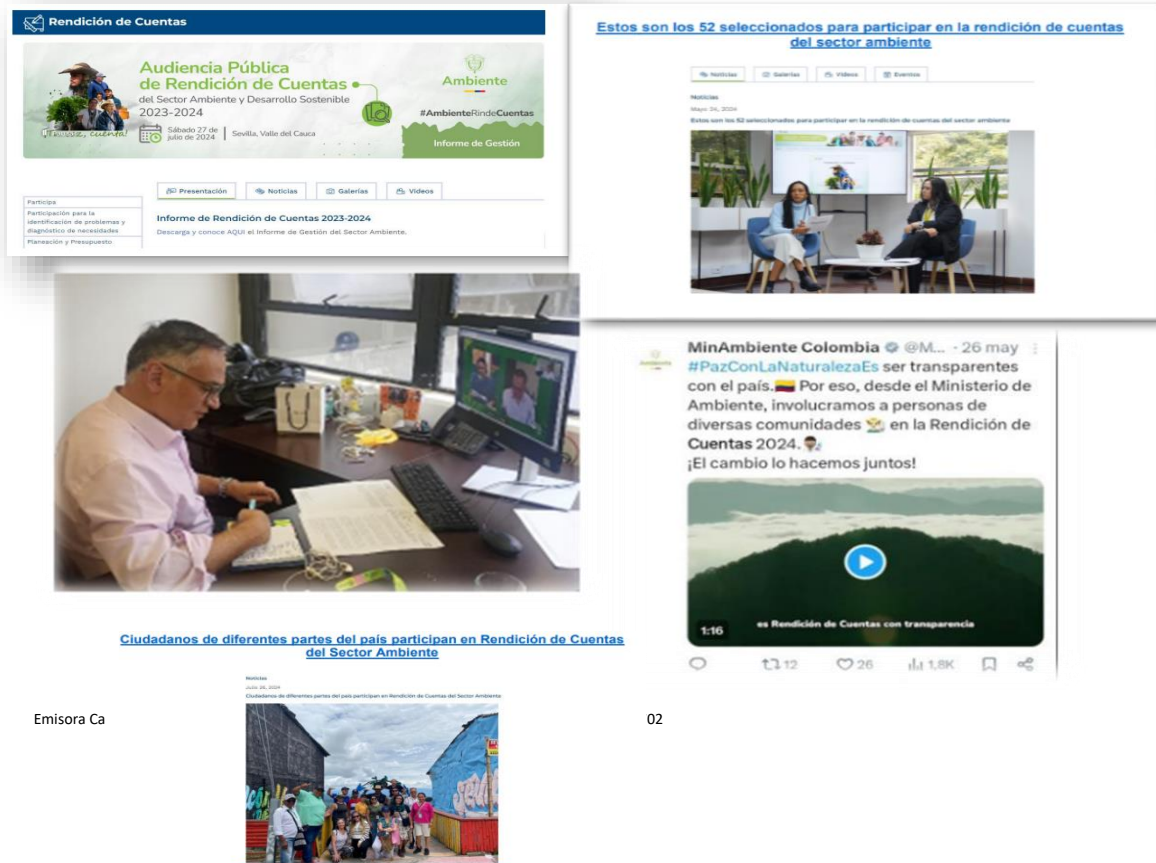 Rendición de Cuentas
Audiencia Pública
de Rendición de Cuentas
del Sector Ambiente y Desarrollo Sostenible
2023-2024
Sábado 27 de
julio de 2024
Sevilla, Valle del Cauca
Ambiente
#AmbienteRindeCuentas
Informe de Gestión
Presentación
Noticias
Galerías
Videos
Participa
Participación para la
identificación de problemas y
diagnóstico de necesidades
Planeación y Presupuesto
Informe de Rendición de Cuentas 2023-2024
Descarga y conoce AQUI el Informe de Gestión del Sector Ambiente.
Estos son los 52 seleccionados para participar en la rendición de cuentas
del sector ambiente
Noticias
Galerías
Videos
Eventos
Noticias
Mayo 24, 2024
Estos son los 52 seleccionados para participar en la rendición de cuentas del sector ambiente
MinAmbiente Colombia @M... · 26 may
#PazConLaNaturalezaEs ser transparentes
con el país. Por eso, desde el Ministerio de
Ambiente, involucramos a personas de
diversas comunidades en la Rendición de
Cuentas 2024.
¡El cambio lo hacemos juntos!
1:16
es Rendición de Cuentas con transparencia
12
26
1,8K
Ciudadanos de diferentes partes del país participan en Rendición de Cuentas
del Sector Ambiente
Noticias
Julio 26, 2024
Ciudadanos de diferentes partes del país participan en Rendición de Cuentas del Sector Ambiente
Emisora Ca
02